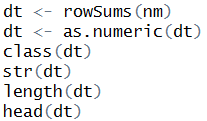 dt <- rowSums(nm)
dt <- as.numeric(dt)
class(dt)
str(dt)
length(dt)
head(dt)